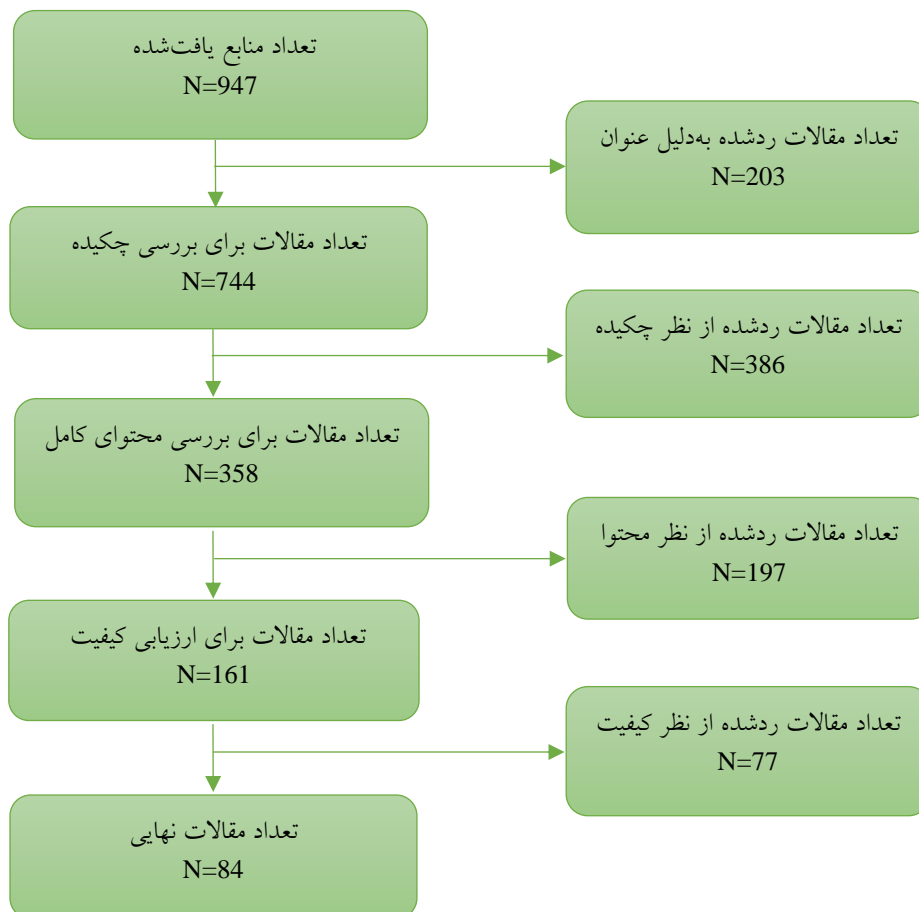 تعداد منابع یافت‌شده
N=947
تعداد مقالات ردشده به‌دلیل عنوان
N=203
تعداد مقالات برای بررسی چکیده
N=744
تعداد مقالات ردشده از نظر چکیده
N=386
تعداد مقالات برای بررسی محتوای کامل
N=358
تعداد مقالات ردشده از نظر محتوا
N=197
تعداد مقالات برای ارزیابی کیفیت
N=161
تعداد مقالات ردشده از نظر کیفیت
N=77
تعداد مقالات نهایی
N=84